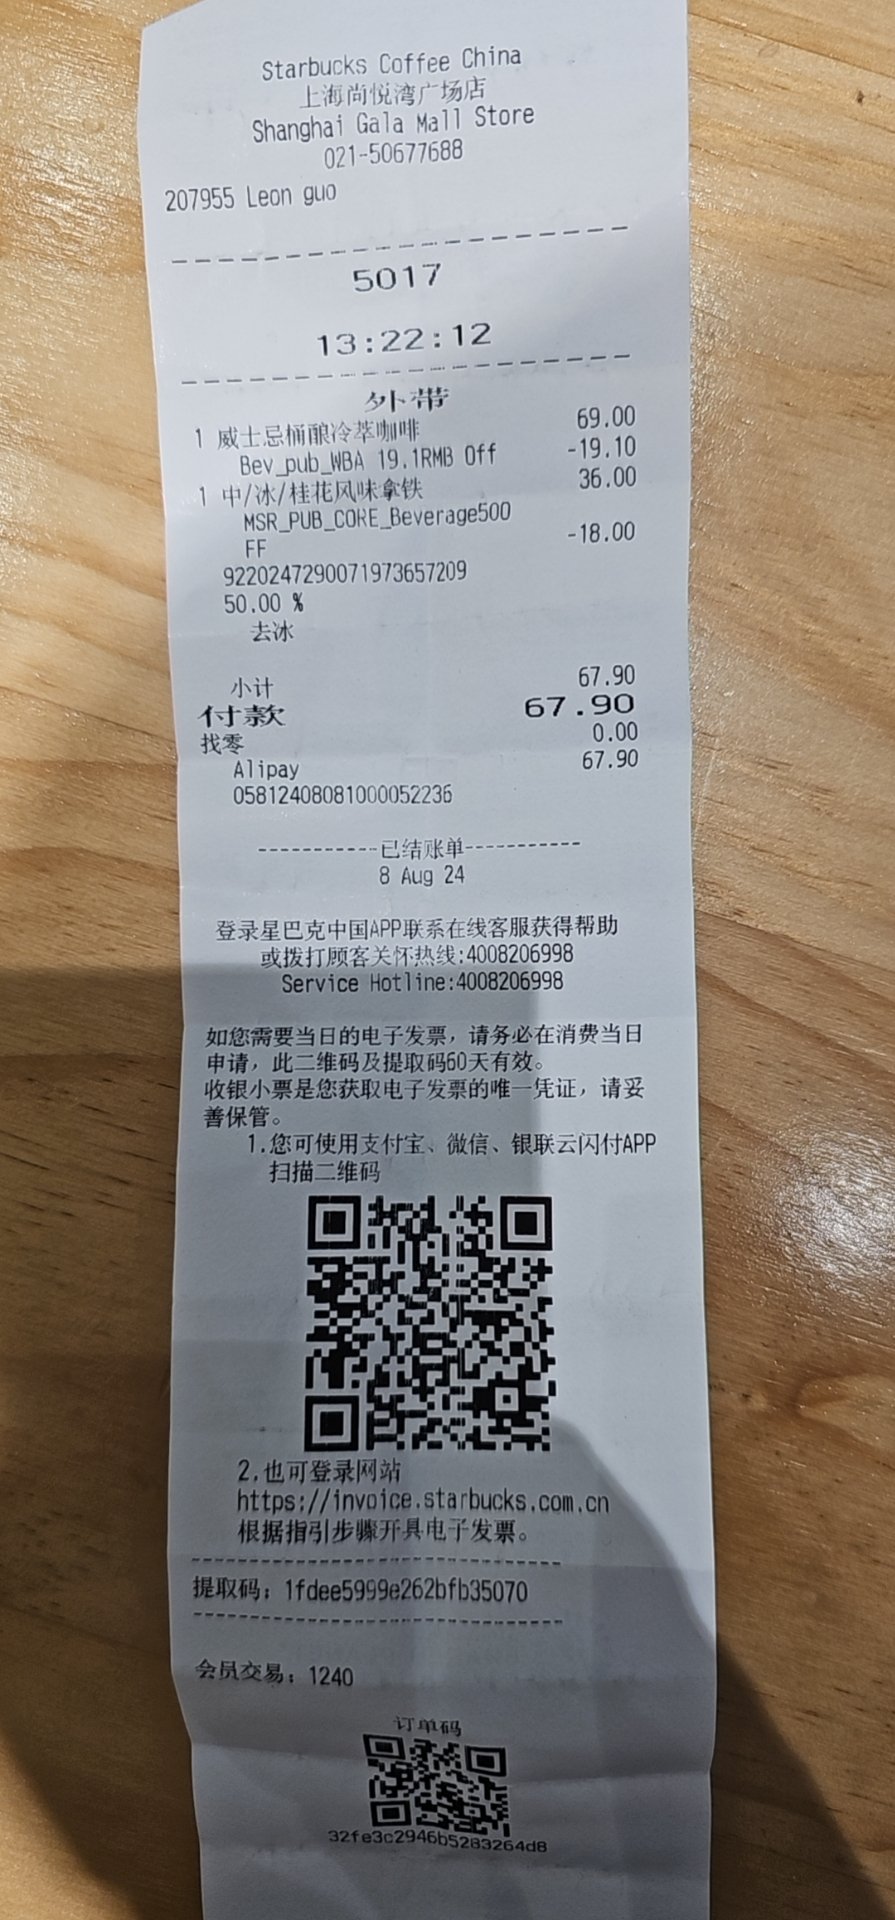 Starbucks Coffee China
上海尚悦湾广场店
Shanghai Gala Mall Store
021-50677688
207955 Leon guo
5017
13:22:12
外带
1 威士忌桶酿冷萃咖啡 69.00
Bev_pub_WBA 19.1RMB Off -19.10
1 中/冰/桂花风味拿铁 36.00
MSR_PUB_CORE_Beverage50O
FF -18.00
9220247290071973657209
50.00 %
去冰
小计 67.90
付款 67.90
找零 0.00
Alipay 67.90
05812408081000052236
-----------已结账单-----------
8 Aug 24
登录星巴克中国APP联系在线客服获得帮助
或拨打顾客关怀热线:4008206998
Service Hotline:4008206998
如您需要当日的电子发票，请务必在消费当日
申请，此二维码及提取码60天有效。
收银小票是您获取电子发票的唯一凭证，请妥
善保管。
1.您可使用支付宝、微信、银联云闪付APP
扫描二维码
2.也可登录网站
https://invoice.starbucks.com.cn
根据指引步骤开具电子发票。
提取码：1fdee5999e262bfb35070
会员交易：1240
订单码
32fe3c2946b5283264d8